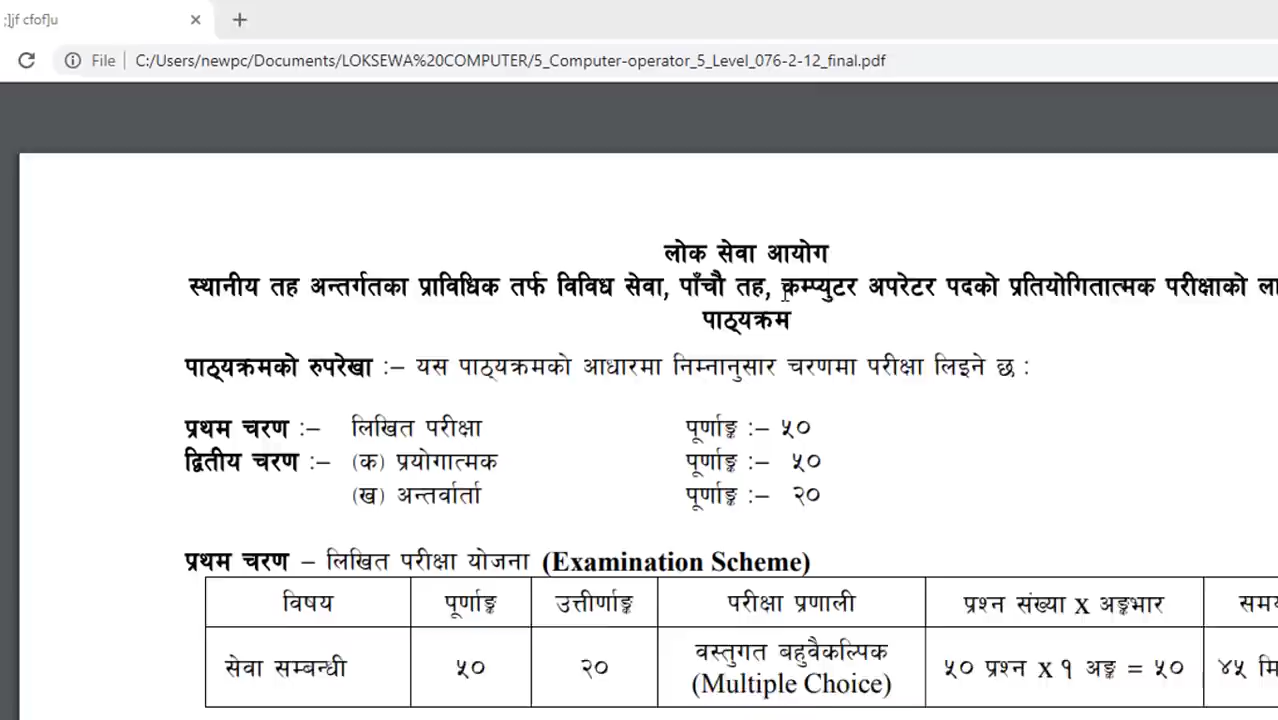 ;]jf cfof]u
File C:/Users/newpc/Documents/LOKSEWA%20COMPUTER/5_Computer-operator_5_Level_076-2-12_final.pdf
लोक सेवा आयोग
स्थानीय तह अन्तर्गतका प्राविधिक तर्फ विविध सेवा, पाँचौ तह, कम्प्युटर अपरेटर पदको प्रतियोगितात्मक परीक्षाको ला
पाठ्यक्रम
पाठ्यक्रमको रुपरेखा :– यस पाठ्यक्रमको आधारमा निम्नानुसार चरणमा परीक्षा लिइने छ :
प्रथम चरण :– लिखित परीक्षा पूर्णाङ्क :– ५०
द्वितीय चरण :– (क) प्रयोगात्मक पूर्णाङ्क :– ५०
(ख) अन्तर्वार्ता पूर्णाङ्क :– २०
प्रथम चरण – लिखित परीक्षा योजना (Examination Scheme)
विषय पूर्णाङ्क उत्तीर्णाङ्क परीक्षा प्रणाली प्रश्न संख्या X अङ्कभार सम
सेवा सम्बन्धी ५० २० वस्तुगत बहुवैकल्पिक (Multiple Choice) ५० प्रश्न X १ अङ्क = ५० ४५ मि